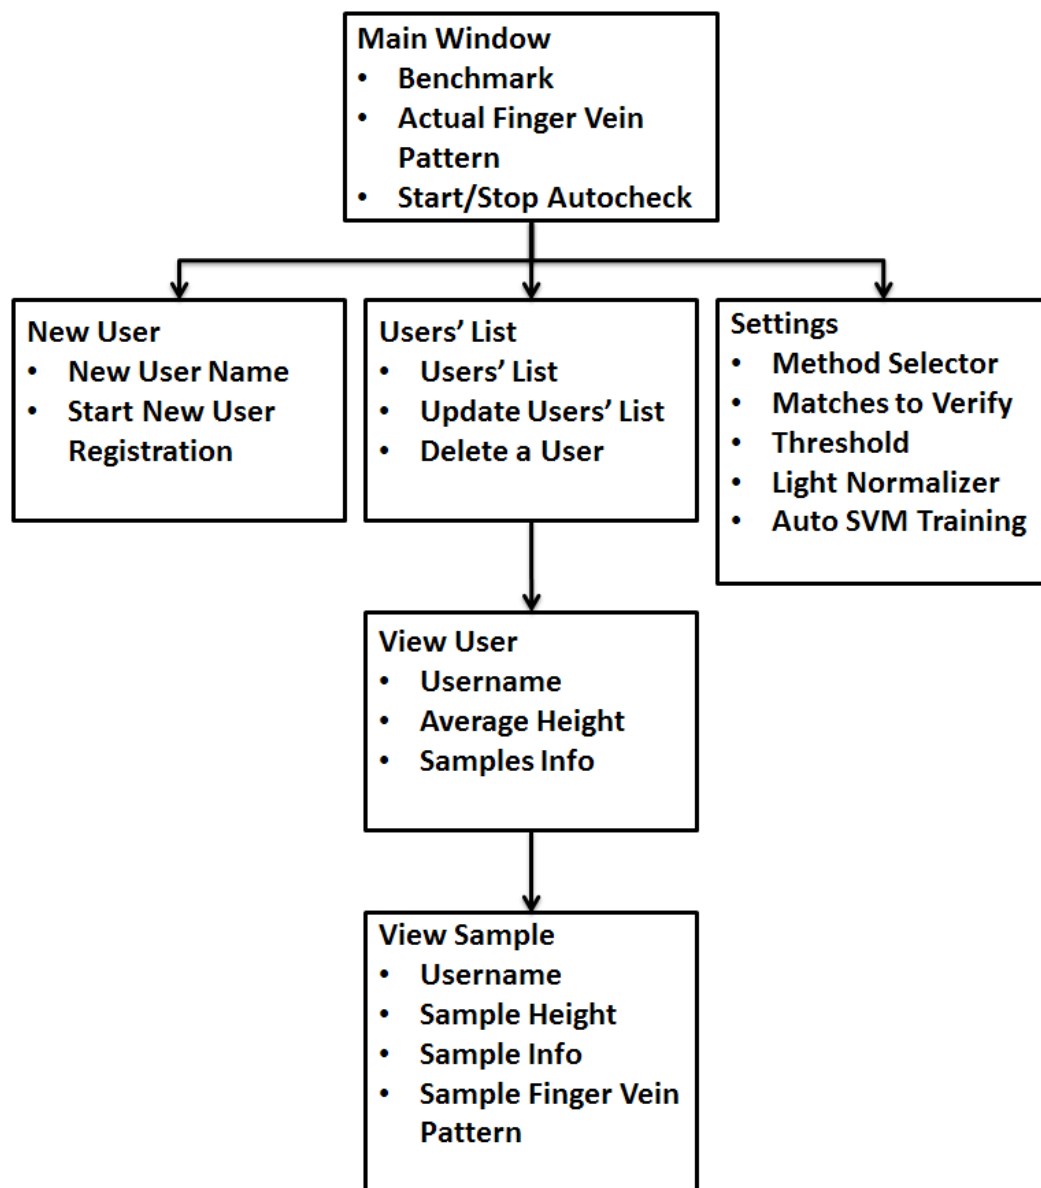 Main Window
• Benchmark
• Actual Finger Vein
Pattern
• Start/Stop Autocheck
New User
• New User Name
• Start New User
Registration
Users’ List
• Users’ List
• Update Users’ List
• Delete a User
Settings
• Method Selector
• Matches to Verify
• Threshold
• Light Normalizer
• Auto SVM Training
View User
• Username
• Average Height
• Samples Info
View Sample
• Username
• Sample Height
• Sample Info
• Sample Finger Vein
Pattern